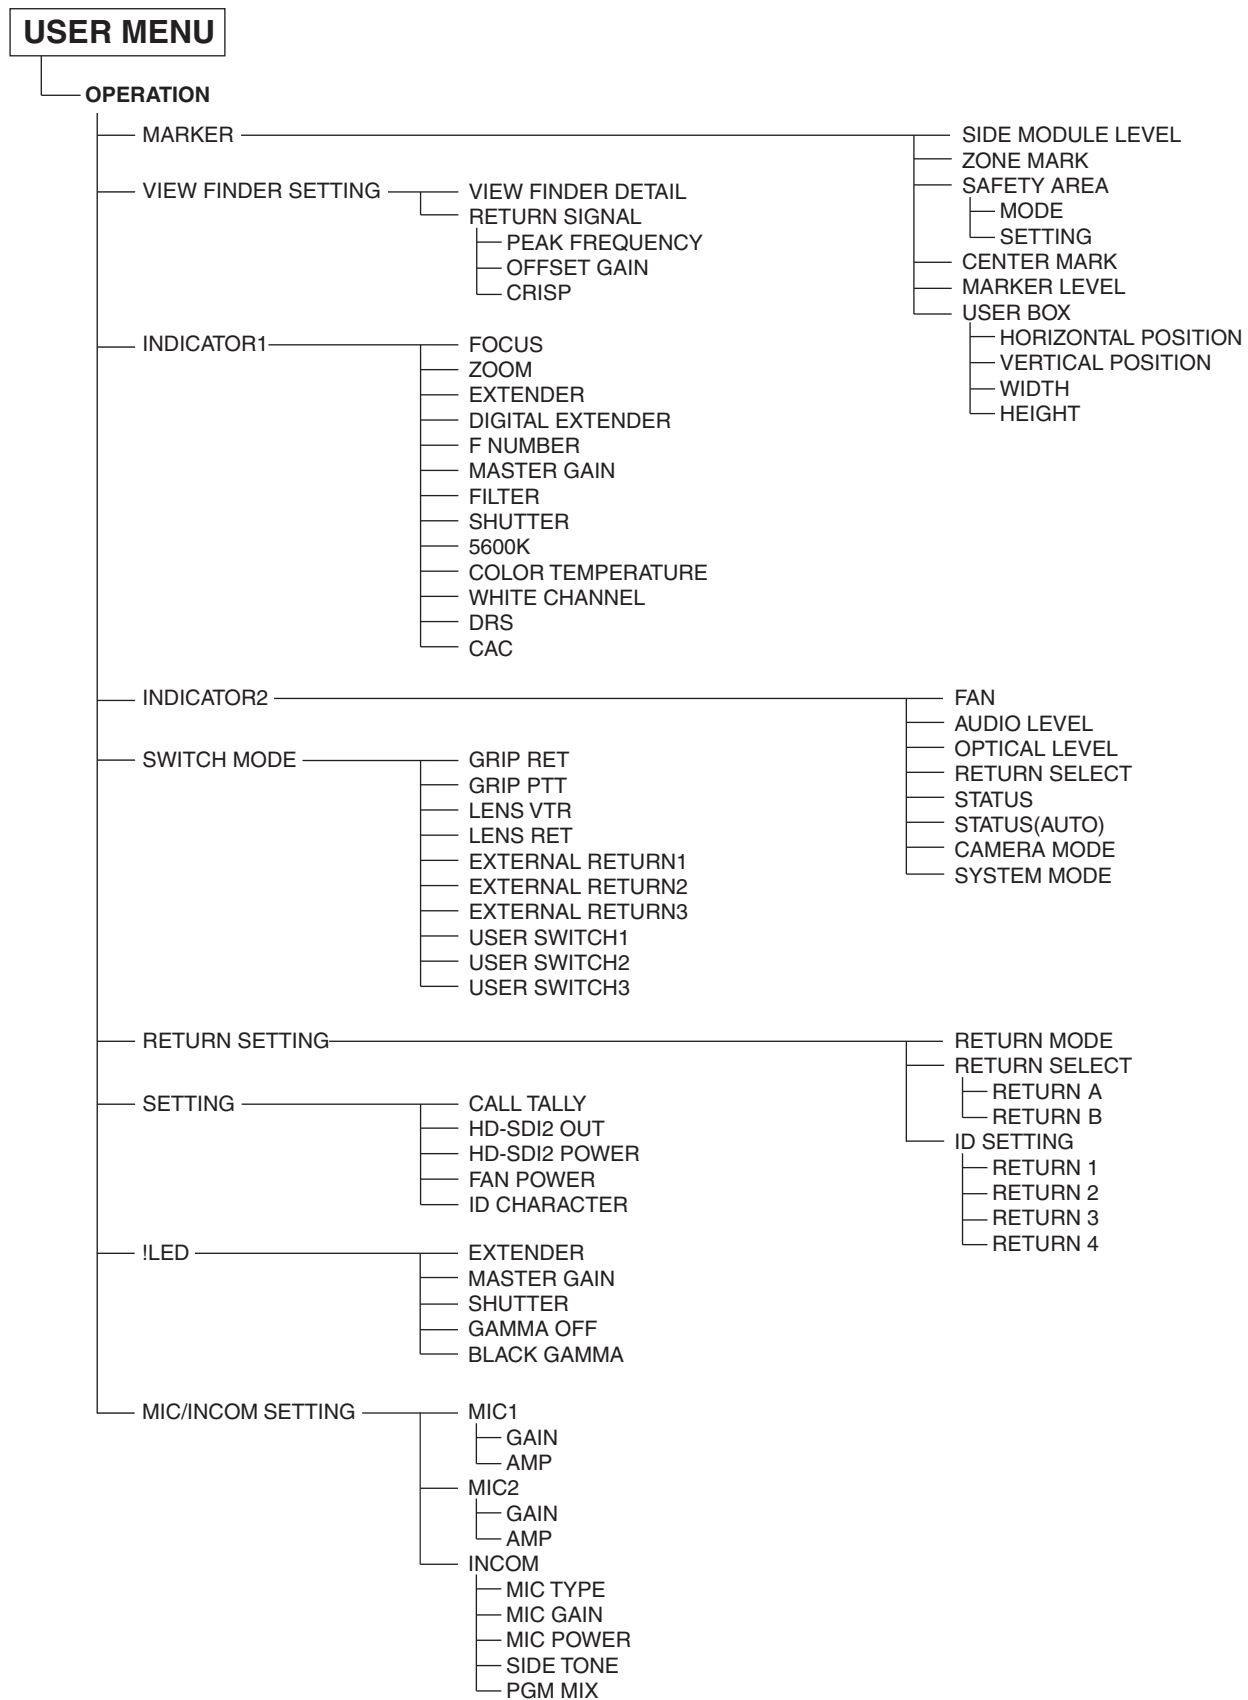 USER MENU
OPERATION
MARKER
SIDE MODULE LEVEL
ZONE MARK
SAFETY AREA
MODE
SETTING
CENTER MARK
MARKER LEVEL
USER BOX
HORIZONTAL POSITION
VERTICAL POSITION
WIDTH
HEIGHT
VIEW FINDER SETTING
VIEW FINDER DETAIL
RETURN SIGNAL
PEAK FREQUENCY
OFFSET GAIN
CRISP
INDICATOR1
FOCUS
ZOOM
EXTENDER
DIGITAL EXTENDER
F NUMBER
MASTER GAIN
FILTER
SHUTTER
5600K
COLOR TEMPERATURE
WHITE CHANNEL
DRS
CAC
INDICATOR2
FAN
AUDIO LEVEL
OPTICAL LEVEL
RETURN SELECT
STATUS
STATUS(AUTO)
CAMERA MODE
SYSTEM MODE
SWITCH MODE
GRIP RET
GRIP PTT
LENS VTR
LENS RET
EXTERNAL RETURN1
EXTERNAL RETURN2
EXTERNAL RETURN3
USER SWITCH1
USER SWITCH2
USER SWITCH3
RETURN SETTING
RETURN MODE
RETURN SELECT
RETURN A
RETURN B
ID SETTING
RETURN 1
RETURN 2
RETURN 3
RETURN 4
SETTING
CALL TALLY
HD-SDI2 OUT
HD-SDI2 POWER
FAN POWER
ID CHARACTER
!LED
EXTENDER
MASTER GAIN
SHUTTER
GAMMA OFF
BLACK GAMMA
MIC/INCOM SETTING
MIC1
GAIN
AMP
MIC2
GAIN
AMP
INCOM
MIC TYPE
MIC GAIN
MIC POWER
SIDE TONE
PGM MIX